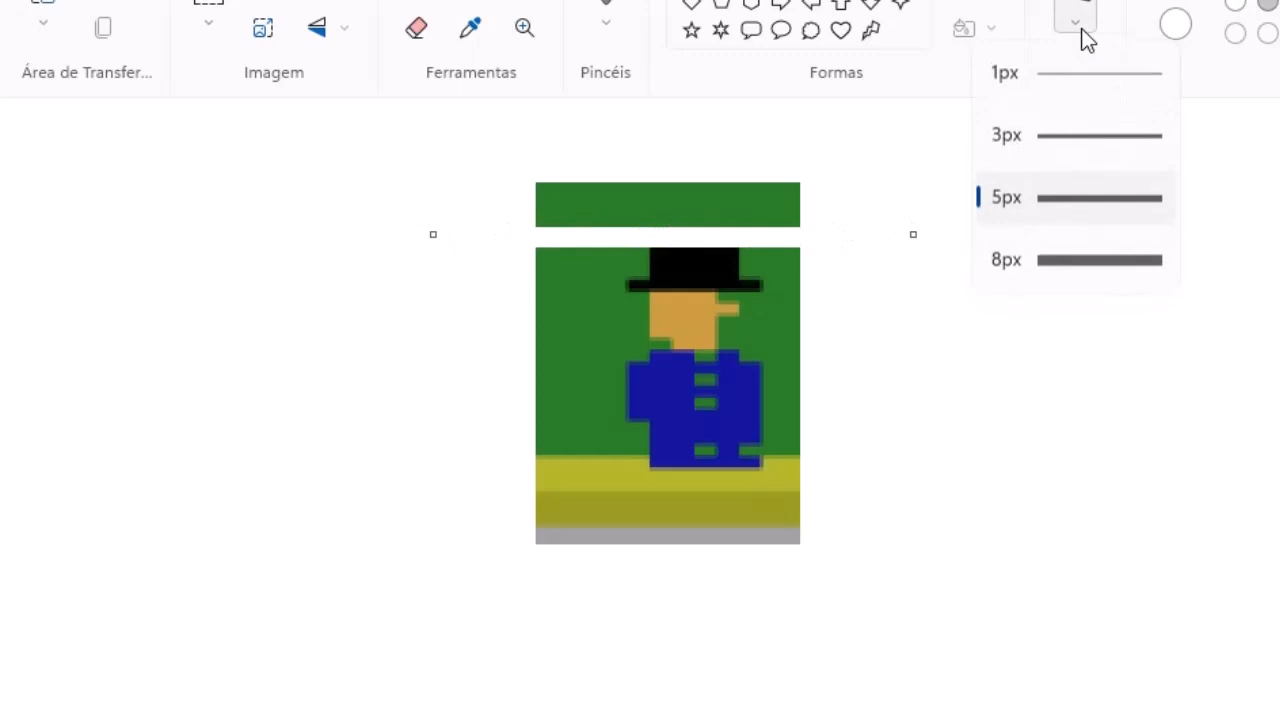 Área de Transfer...
Imagem
Ferramentas
Pincéis
Formas
1px
3px
5px
8px